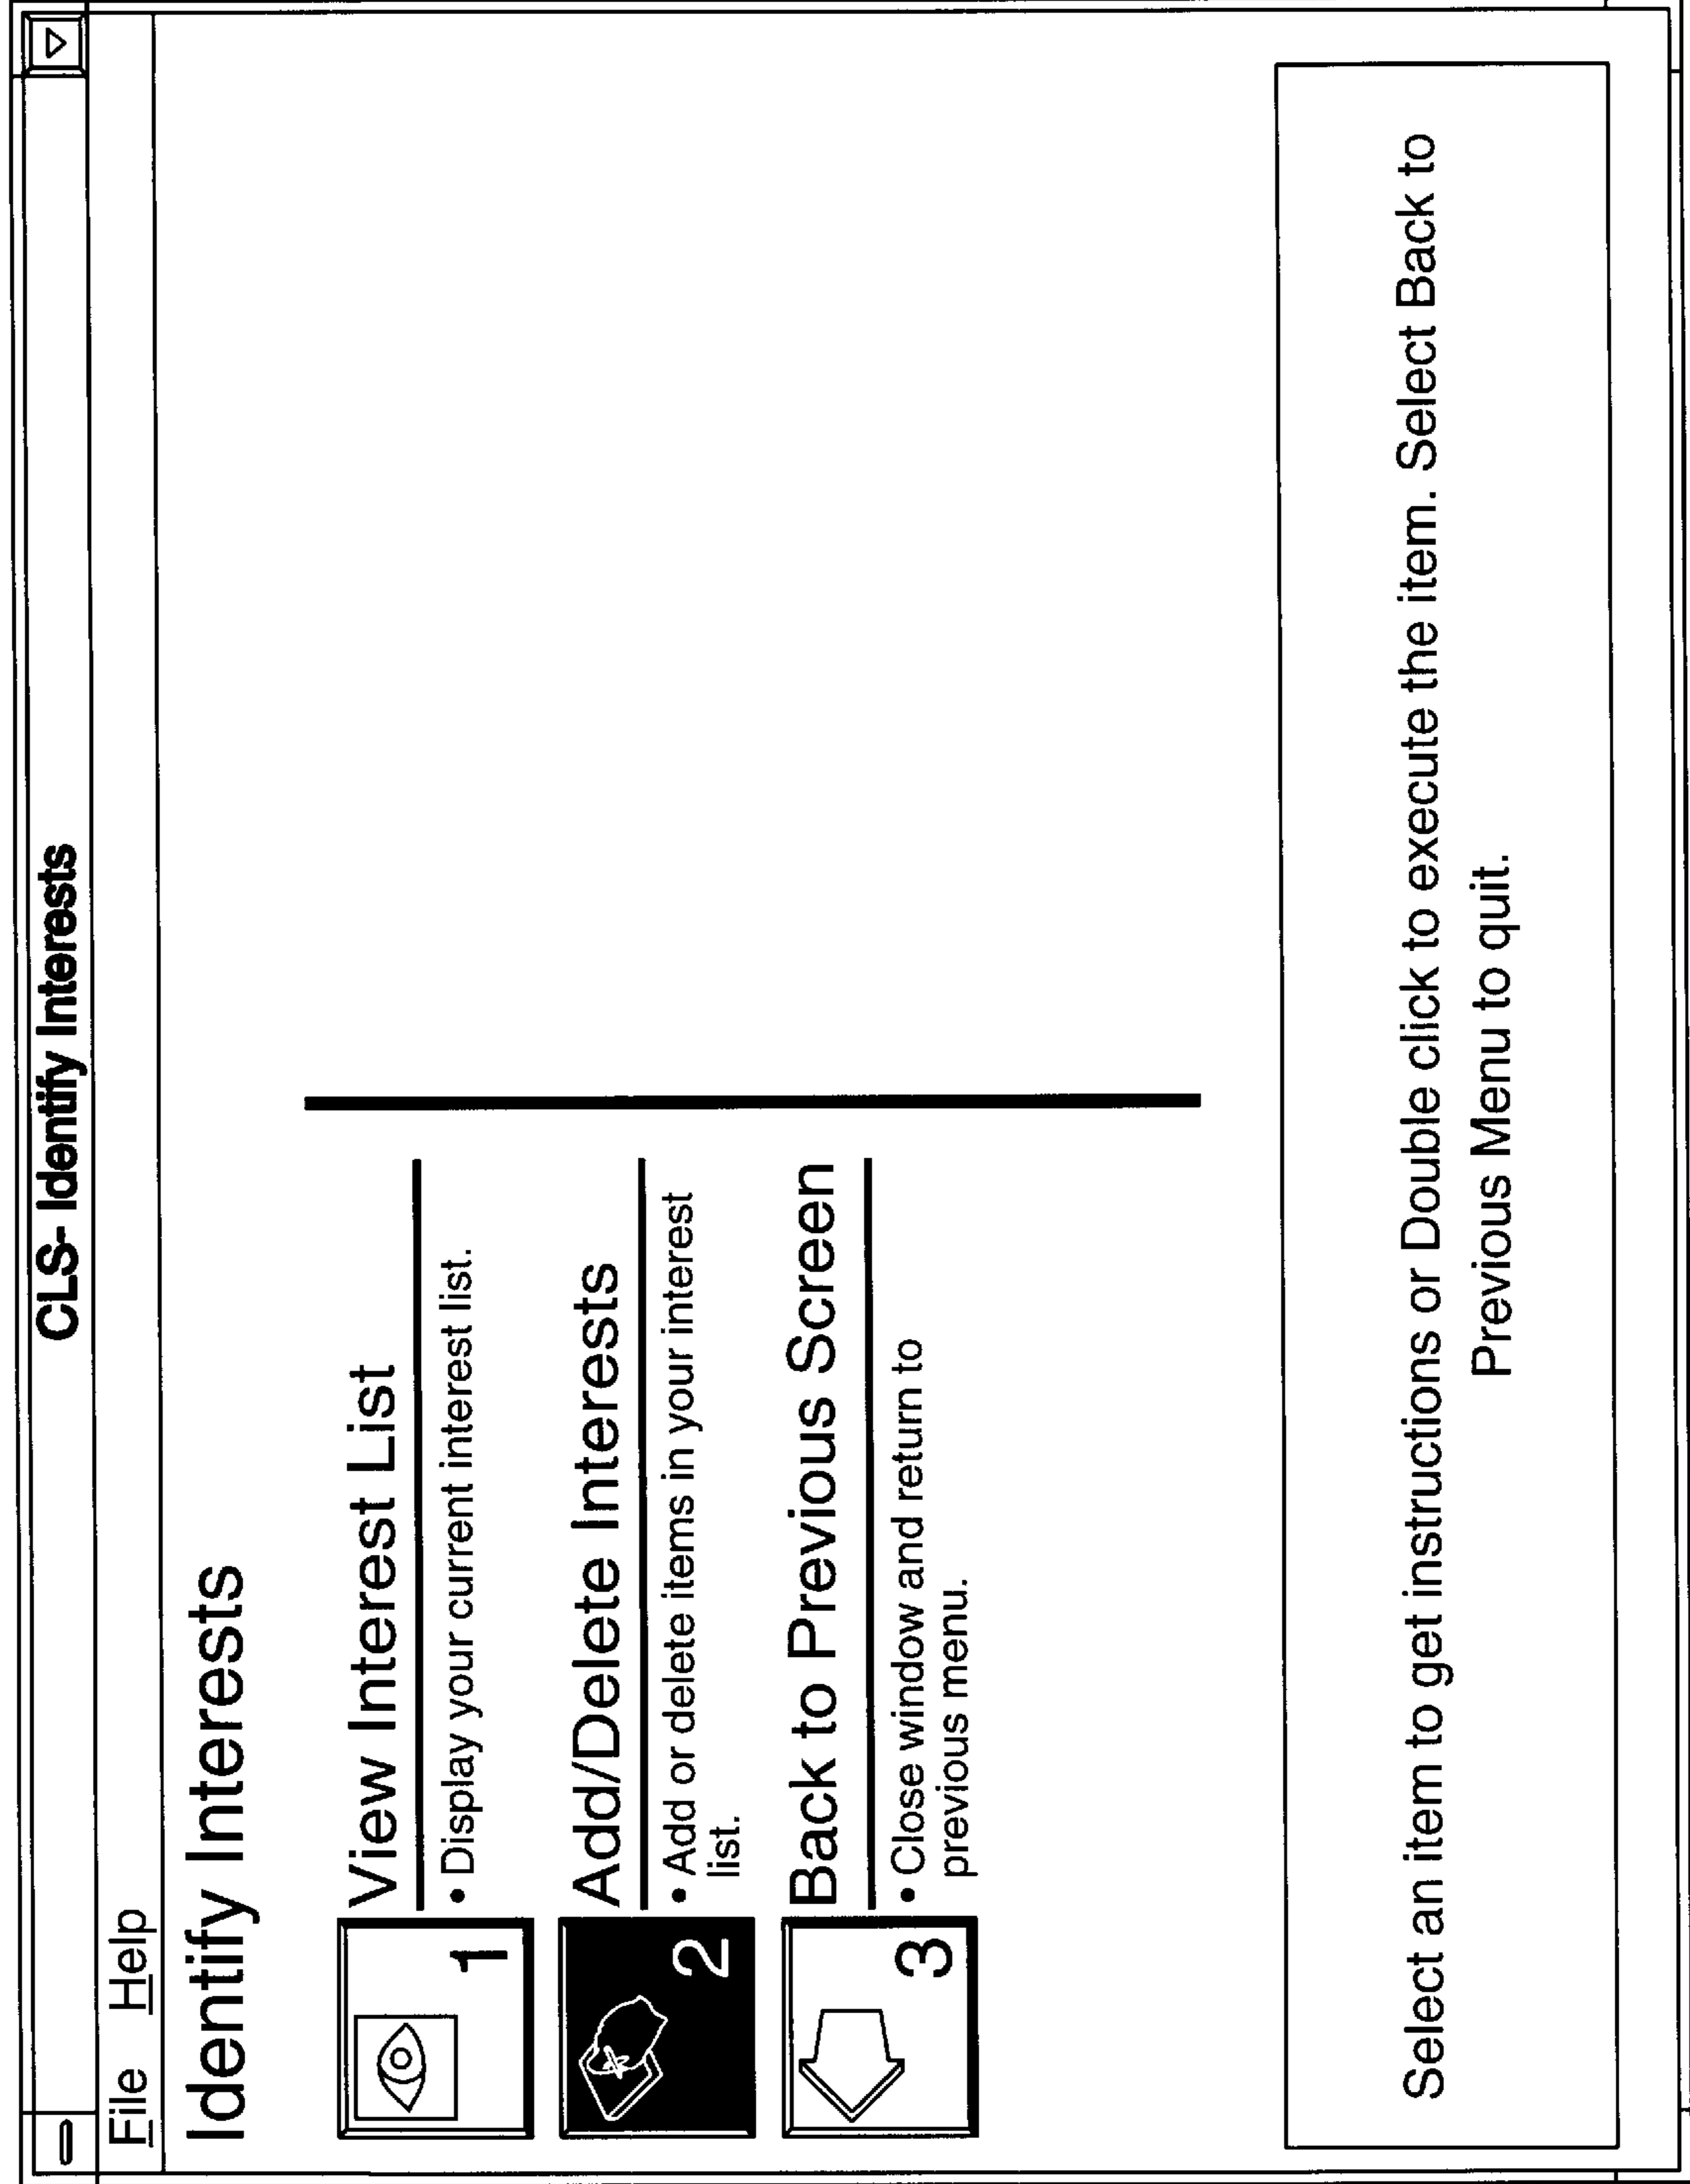 CLS- Identify Interests
File Help
Identify Interests
1
View Interest List
• Display your current interest list.
2
Add/Delete Interests
• Add or delete items in your interest
list.
3
Back to Previous Screen
• Close window and return to
previous menu.
Select an item to get instructions or Double click to execute the item. Select Back to
Previous Menu to quit.